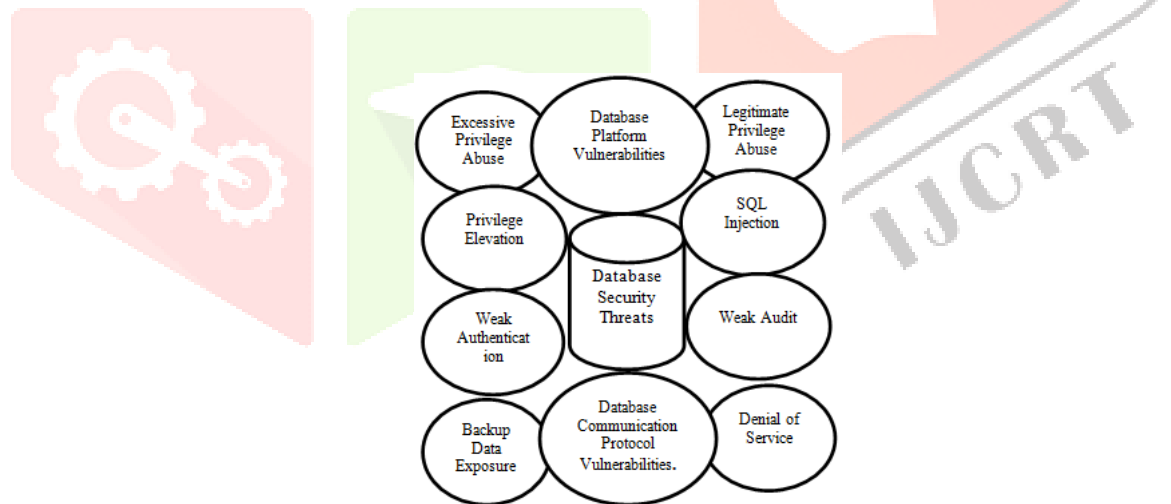 Excessive
Privilege
Abuse
Database
Platform
Vulnerabilities
Legitimate
Privilege
Abuse
Privilege
Elevation
SQL
Injection
Database
Security
Threats
Weak
Authenticat
ion
Weak Audit
Backup
Data
Exposure
Database
Communication
Protocol
Vulnerabilities.
Denial of
Service
IJCRT